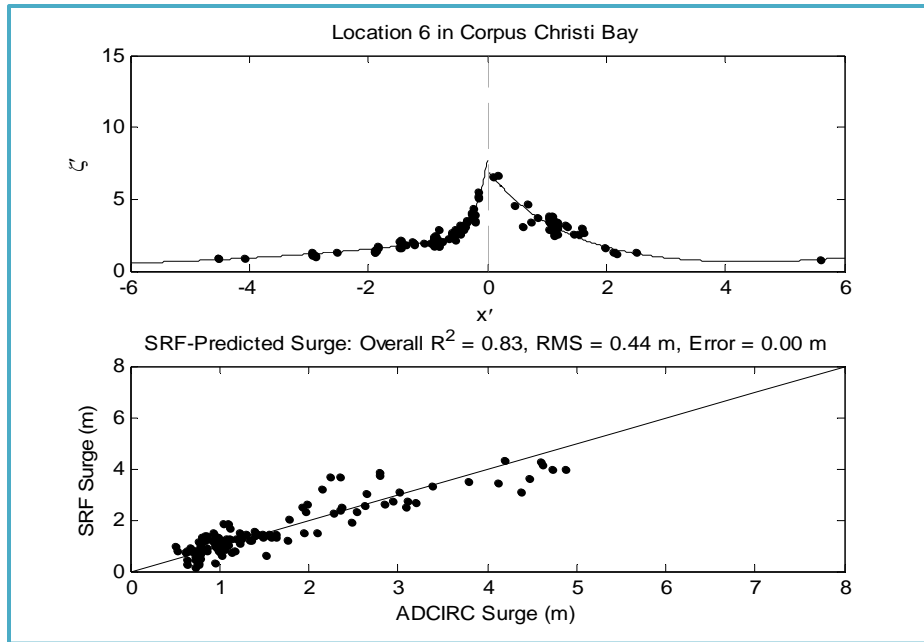 Location 6 in Corpus Christi Bay
15
10
5
0
ζ′
-6 -4 -2 0 2 4 6
x′
SRF-Predicted Surge: Overall R² = 0.83, RMS = 0.44 m, Error = 0.00 m
8
6
4
2
0
SRF Surge (m)
0 1 2 3 4 5 6 7 8
ADCIRC Surge (m)